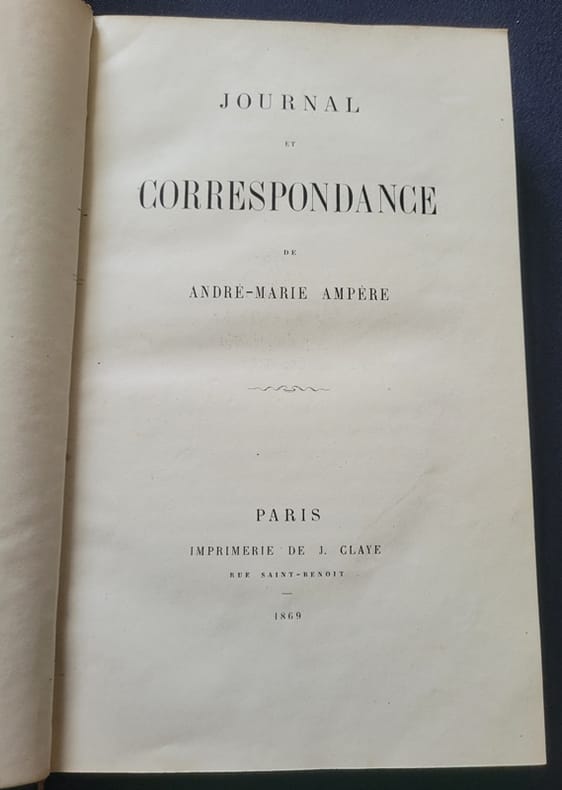 JOURNAL
ET
CORRESPONDANCE
DE
ANDRÉ-MARIE AMPÈRE
PARIS
IMPRIMERIE DE J. CLAYE
RUE SAINT-BENOIT
1869